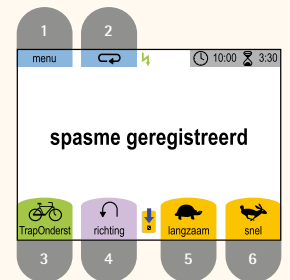 1 2
menu 10:00 3:30
spasme geregistreerd
TrapOnderst richting langzaam snel
3 4 5 6